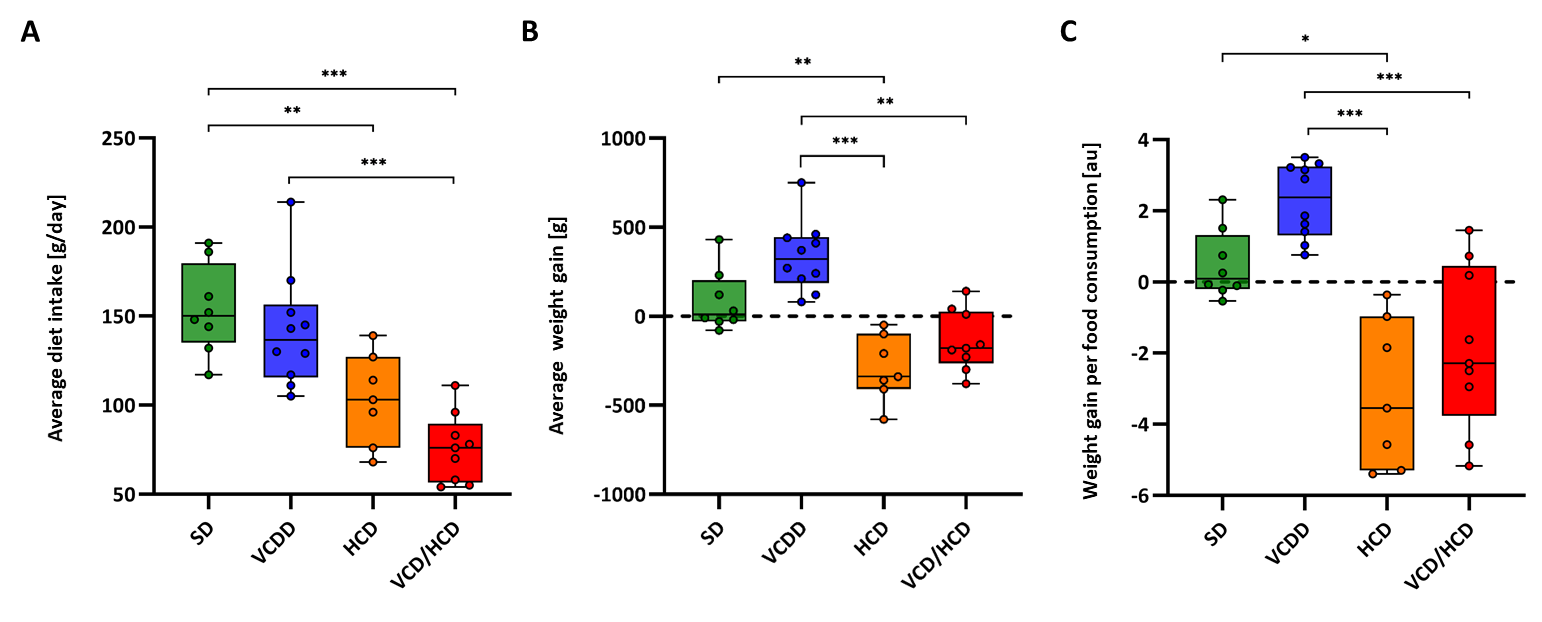 A
B
C
***
**
***
250
200
150
100
50
Average diet intake [g/day]
SD
VCDD
HCD
VCD/HCD
**
**
***
1000
500
0
-500
-1000
Average weight gain [g]
SD
VCDD
HCD
VCD/HCD
*
***
***
4
2
0
-2
-4
-6
Weight gain per food consumption [au]
SD
VCDD
HCD
VCD/HCD